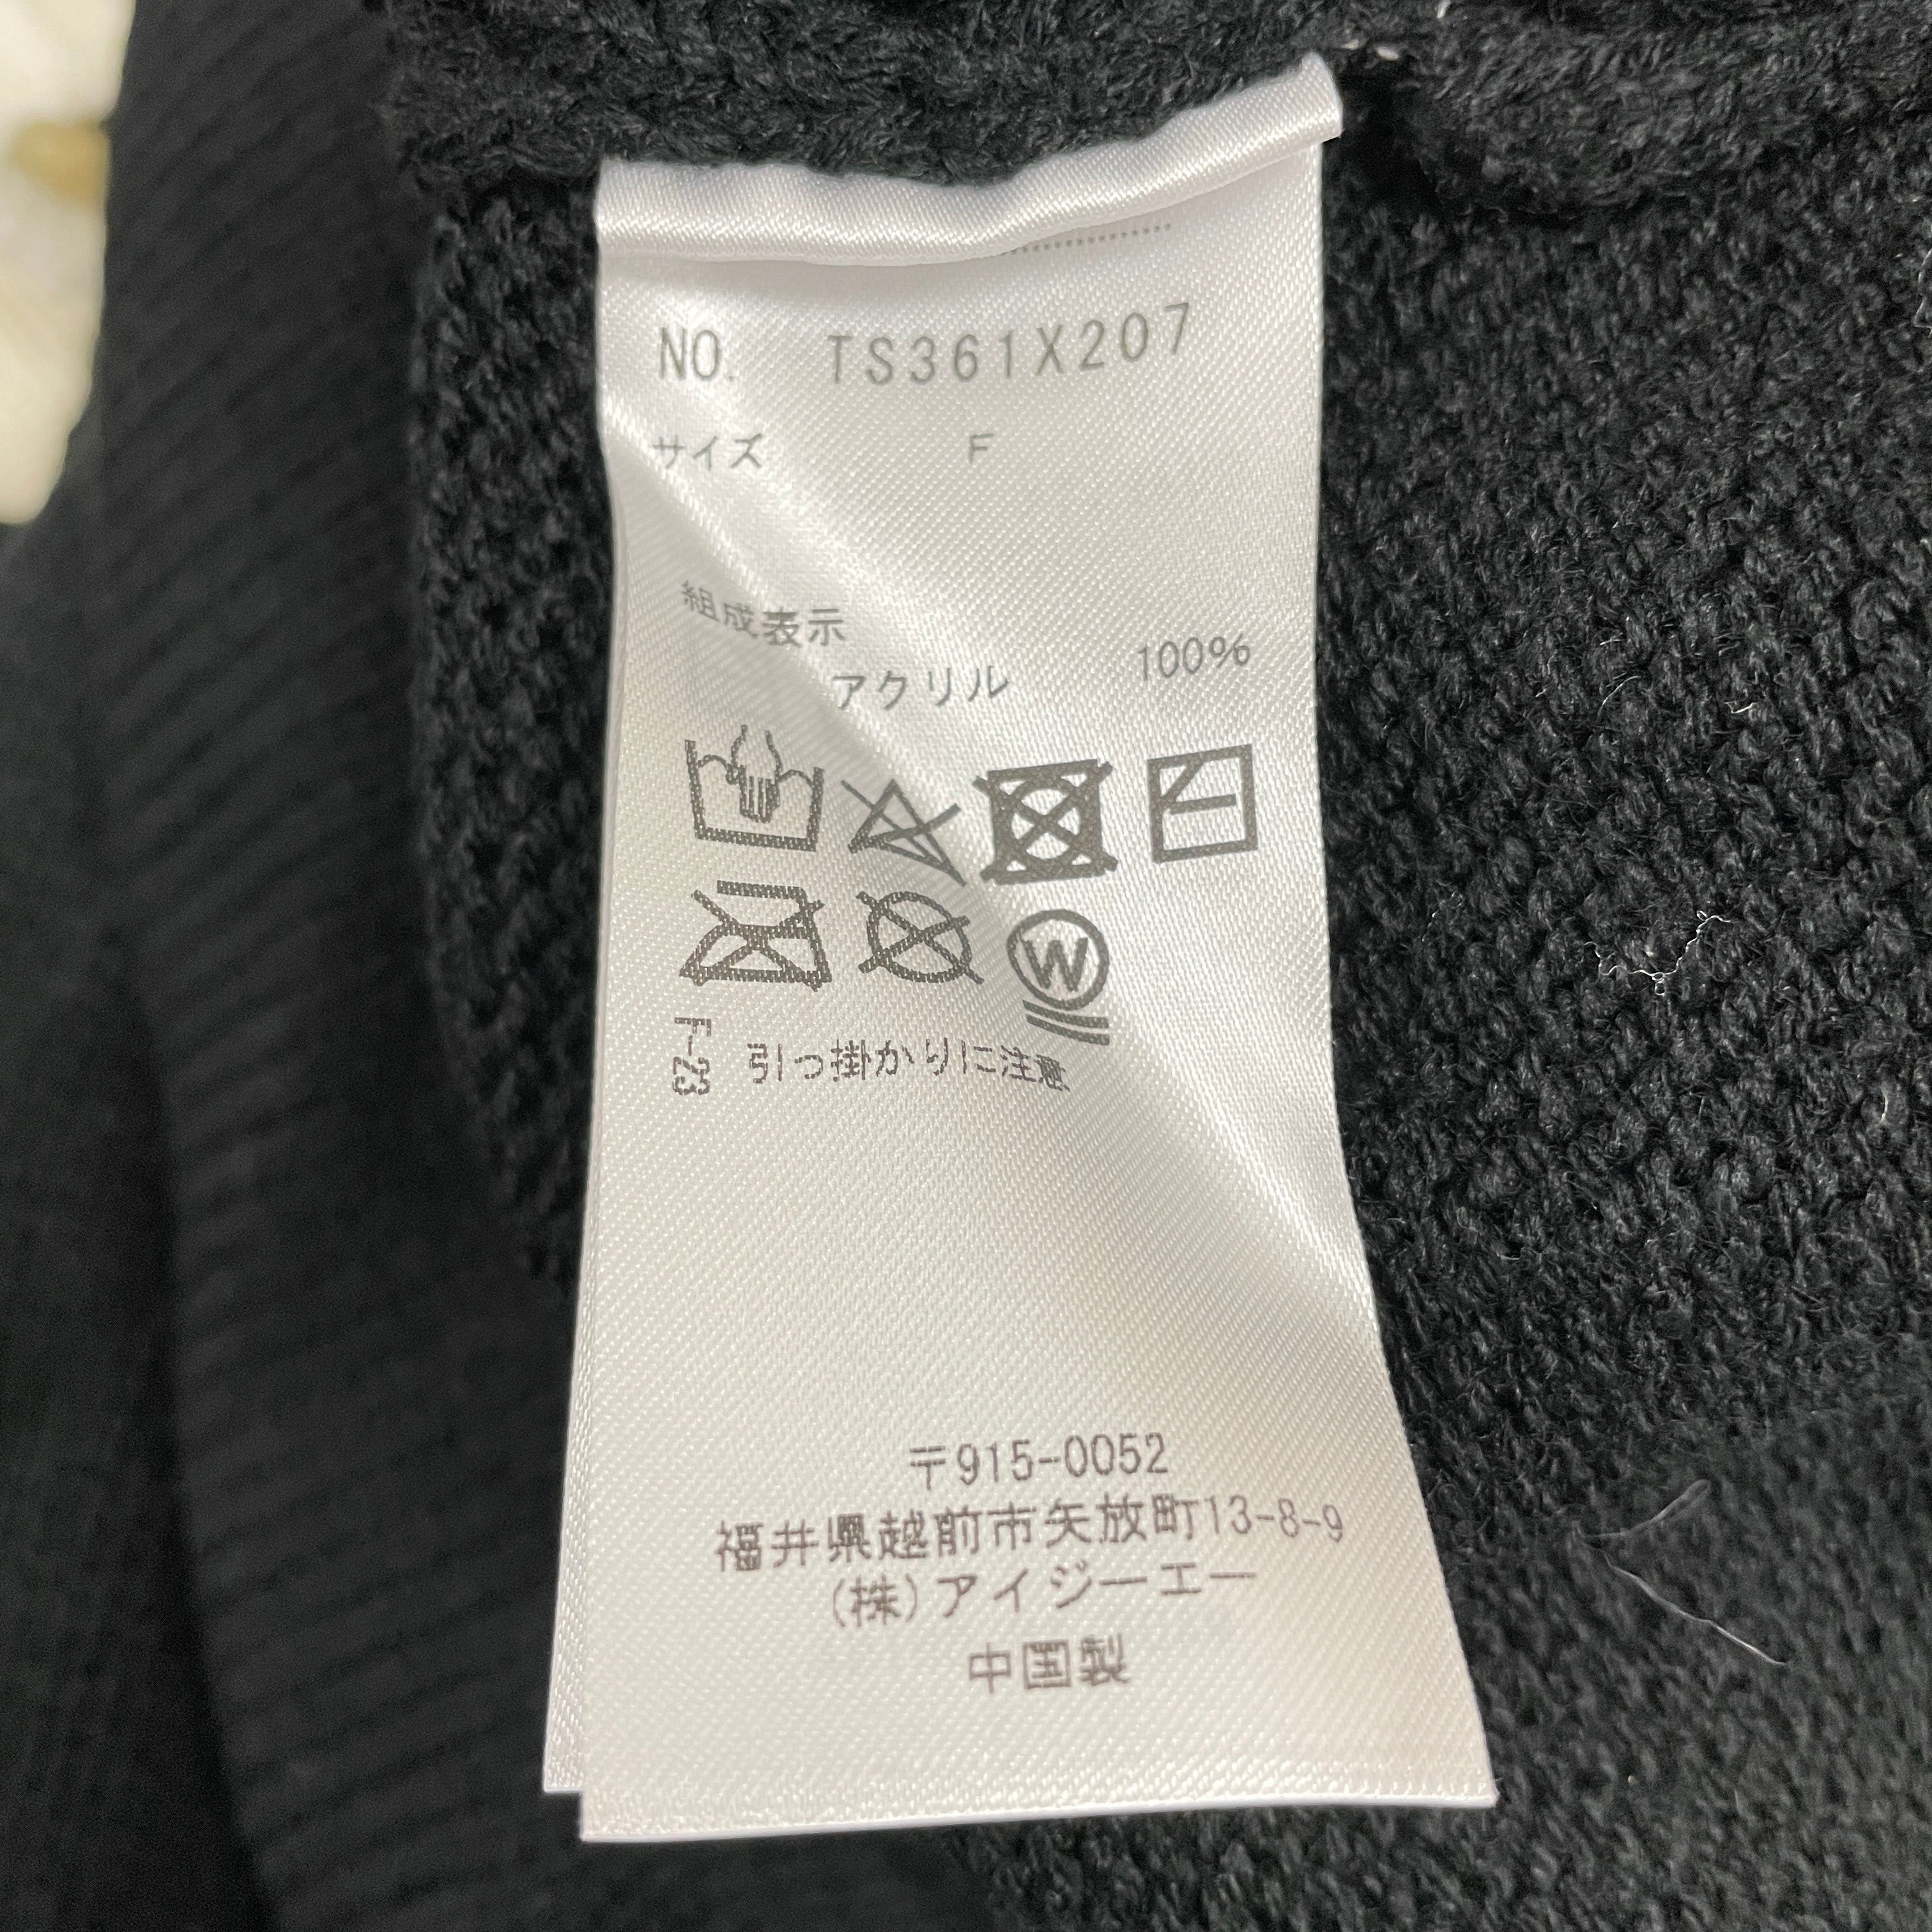 NO. TS361X207
サイズ F
組成表示
アクリル 100%
W
F-23 引っ掛かりに注意
〒915-0052
福井県越前市矢放町13-8-9
(株)アイジーエー
中国製